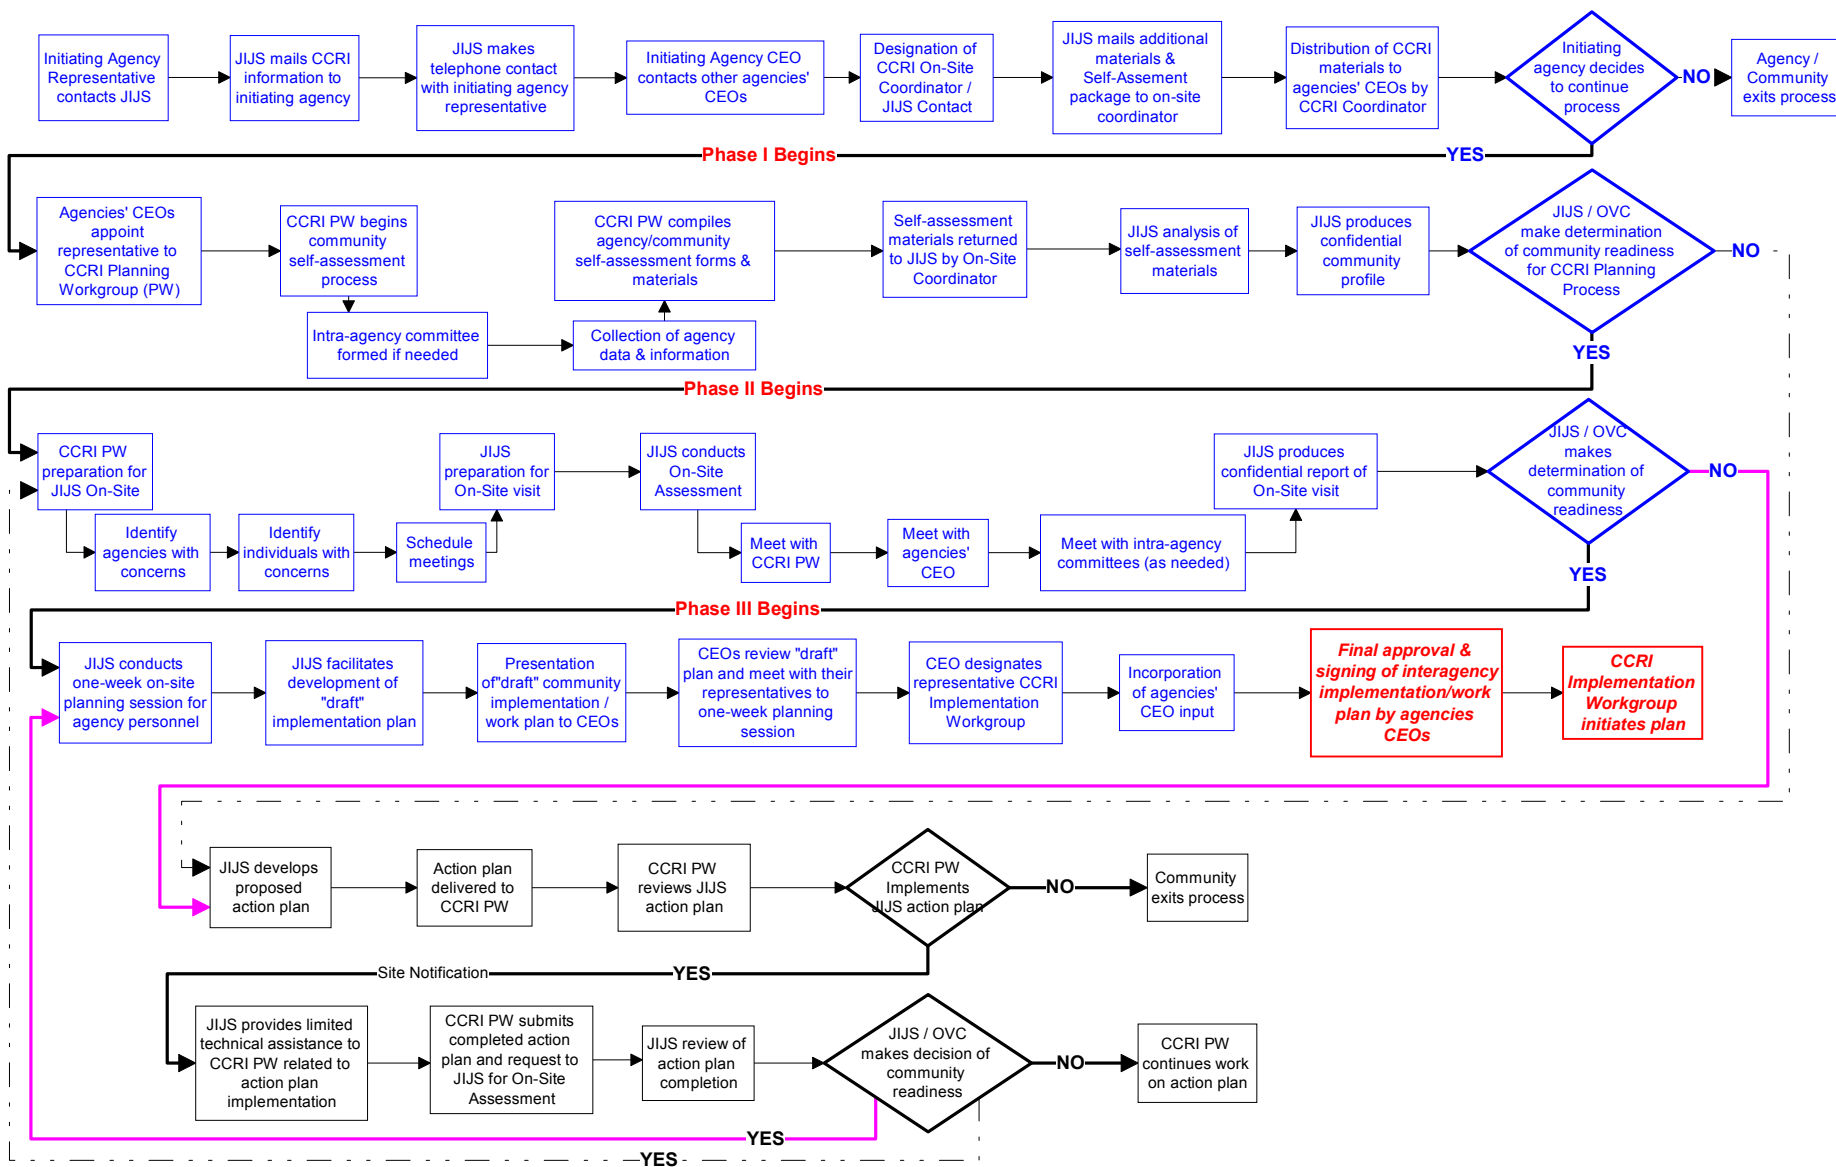 Initiating Agency
Representative
contacts JIJS
JIJS mails CCRI
information to
initiating agency
JIJS makes
telephone contact
with initiating agency
representative
Initiating Agency CEO
contacts other agencies'
CEOs
Designation of
CCRI On-Site
Coordinator /
JIJS Contact
JIJS mails additional
materials &
Self-Assement
package to on-site
coordinator
Distribution of CCRI
materials to
agencies' CEOs by
CCRI Coordinator
Initiating
agency decides
to continue
process
NO
Agency /
Community
exits process
Phase I Begins
YES
Agencies' CEOs
appoint
representative to
CCRI Planning
Workgroup (PW)
CCRI PW begins
community
self-assessment
process
Intra-agency committee
formed if needed
CCRI PW compiles
agency/community
self-assessment forms &
materials
Collection of agency
data & information
Self-assessment
materials returned
to JIJS by On-Site
Coordinator
JIJS analysis of
self-assessment
materials
JIJS produces
confidential
community
profile
JIJS / OVC
make determination
of community readiness
for CCRI Planning
Process
NO
YES
Phase II Begins
CCRI PW
preparation for
JIJS On-Site
Identify
agencies with
concerns
Identify
individuals with
concerns
Schedule
meetings
JIJS
preparation for
On-Site visit
JIJS conducts
On-Site
Assessment
Meet with
CCRI PW
Meet with
agencies'
CEO
Meet with intra-agency
committees (as needed)
JIJS produces
confidential report of
On-Site visit
JIJS / OVC
makes
determination of
community
readiness
NO
YES
Phase III Begins
JIJS conducts
one-week on-site
planning session for
agency personnel
JIJS facilitates
development of
"draft"
implementation plan
Presentation
of"draft" community
implementation /
work plan to CEOs
CEOs review "draft"
plan and meet with their
representatives to
one-week planning
session
CEO designates
representative CCRI
Implementation
Workgroup
Incorporation
of agencies'
CEO input
Final approval &
signing of interagency
implementation/work
plan by agencies
CEOs
CCRI
Implementation
Workgroup
initiates plan
JIJS develops
proposed
action plan
Action plan
delivered to
CCRI PW
CCRI PW
reviews JIJS
action plan
CCRI PW
Implements
JIJS action plan
NO
Community
exits process
Site Notification
YES
JIJS provides limited
technical assistance to
CCRI PW related to
action plan
implementation
CCRI PW submits
completed action
plan and request to
JIJS for On-Site
Assessment
JIJS review of
action plan
completion
JIJS / OVC
makes decision of
community
readiness
NO
CCRI PW
continues work
on action plan
YES
YES